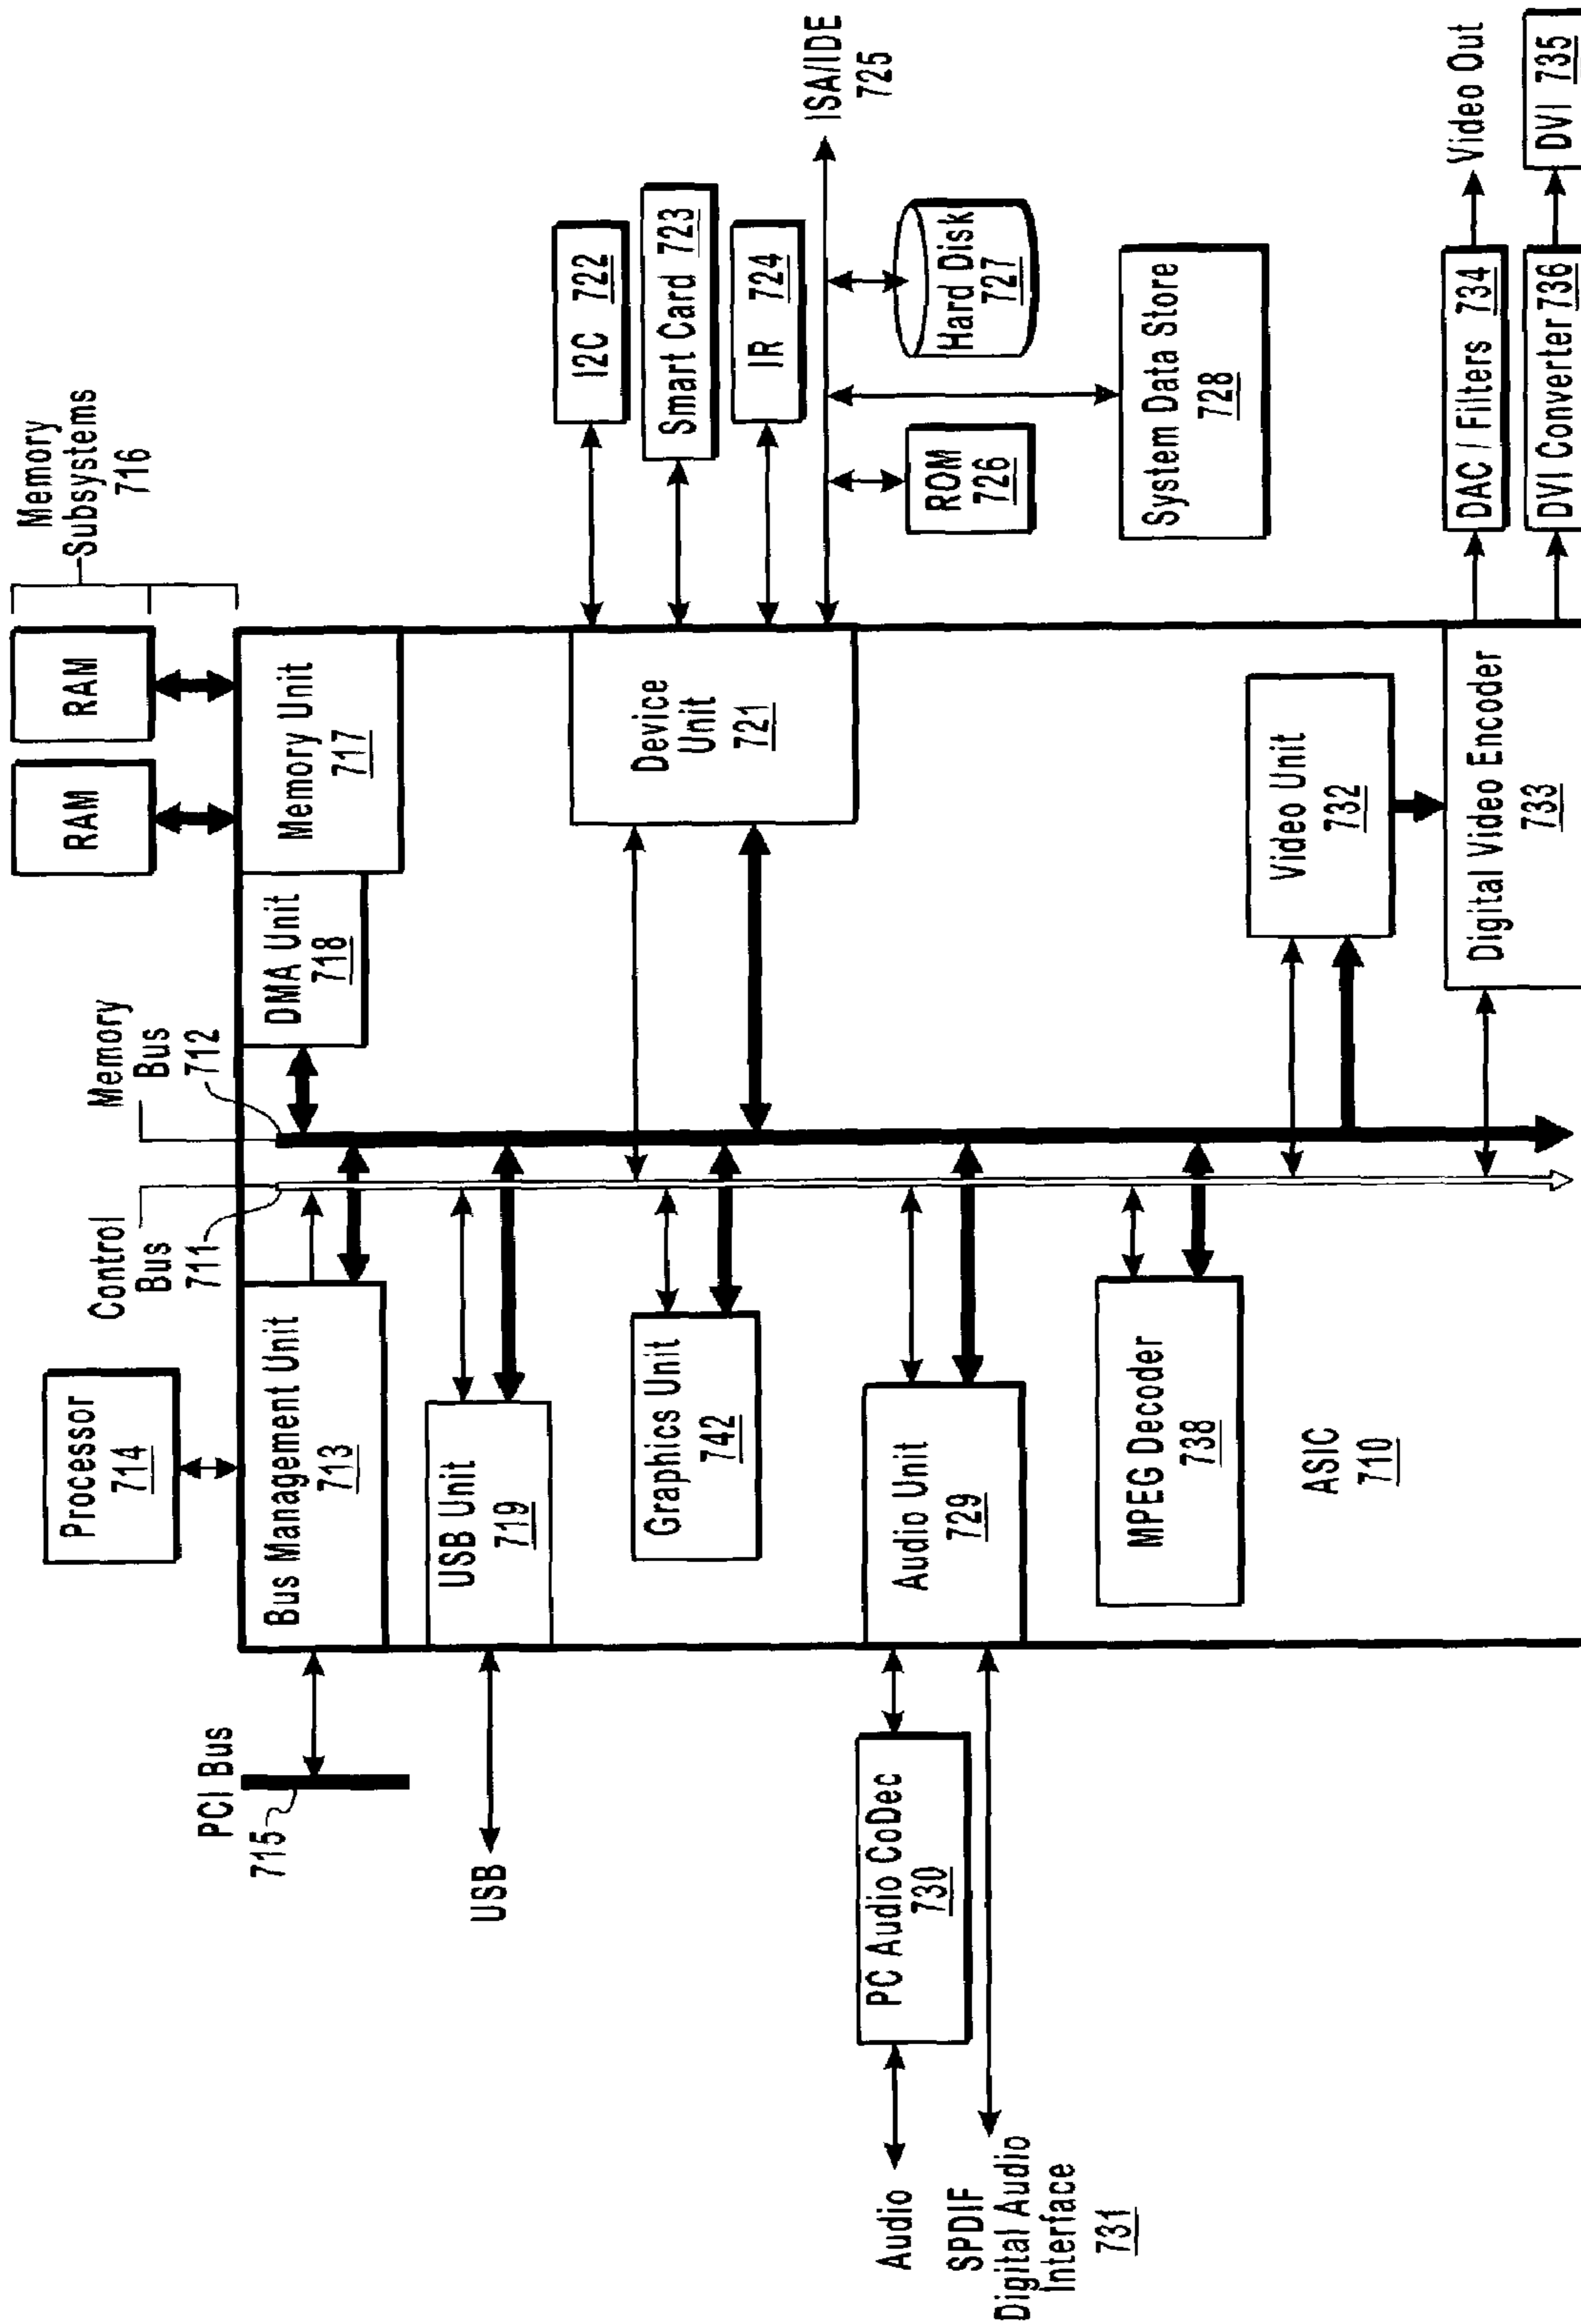 Memory
Subsystems
716
RAM
RAM
Memory
Bus
712
Control
Bus
711
Processor
714
PCI Bus
715
Bus Management Unit
713
DMA Unit
718
Memory Unit
717
USB
USB Unit
719
Graphics Unit
742
Device
Unit
721
I2C 722
Smart Card 723
IR 724
ISA/IDE
725
ROM
726
Hard Disk
727
System Data Store
728
Audio
PC Audio CoDec
730
SPDIF
Digital Audio
Interface
731
Audio Unit
729
MPEG Decoder
738
ASIC
710
Video Unit
732
Digital Video Encoder
733
DAC / Filters 734
Video Out
DVI Converter 736
DVI 735